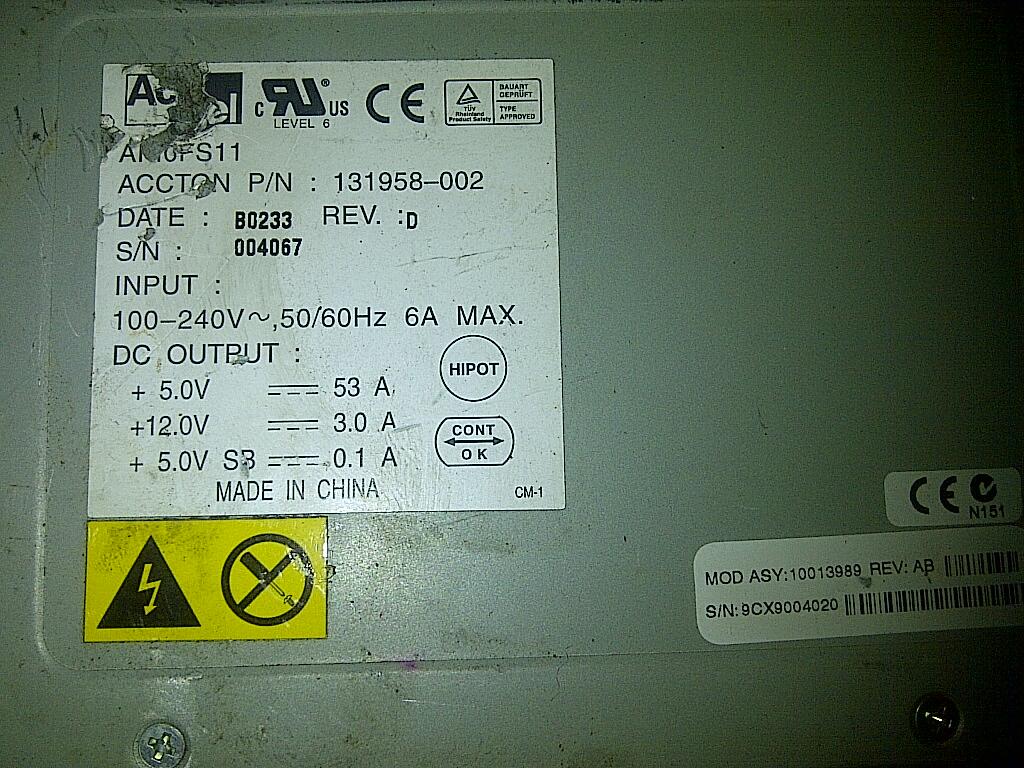 c RU ® US
LEVEL 6
CE
TÜV
Rheinland
Product Safety
BAUART
GEPRÜFT
TYPE
APPROVED
ACCTON P/N : 131958-002
DATE : B0233 REV. : D
S/N : 004067
INPUT :
100-240V~,50/60Hz 6A MAX.
DC OUTPUT :
+ 5.0V 53 A
+12.0V 3.0 A
+ 5.0V SB 0.1 A
HIPOT
CONT
OK
MADE IN CHINA
CM-1
CE
N151
MOD ASY:10013989 REV: AB
S/N: 9CX9004020